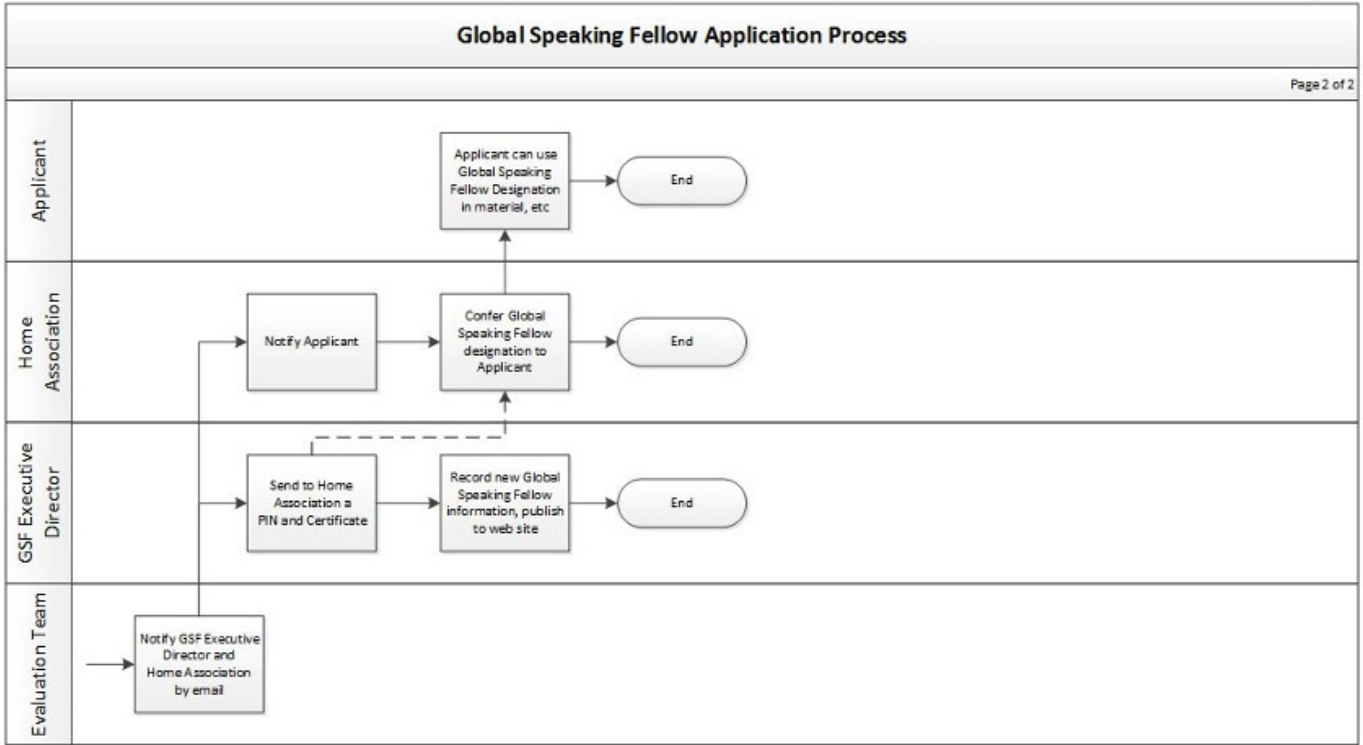 Global Speaking Fellow Application Process
Page 2 of 2
Applicant
Applicant can use
Global Speaking
Fellow Designation
in material, etc
End
Home
Association
Notify Applicant
Confer Global
Speaking Fellow
designation to
Applicant
End
GSF Executive
Director
Send to Home
Association a
PIN and Certificate
Record new Global
Speaking Fellow
information, publish
to web site
End
Evaluation Team
Notify GSF Executive
Director and
Home Association
by email